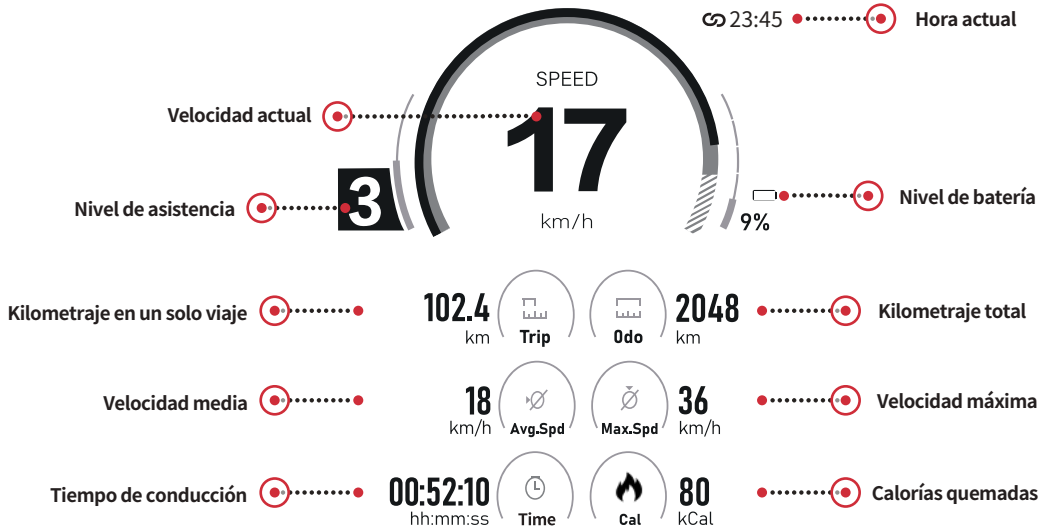 23:45
Hora actual
SPEED
Velocidad actual
17
3
Nivel de asistencia
Nivel de batería
km/h
9%
Kilometraje en un solo viaje
102.4
km
Trip
Odo
2048
km
Kilometraje total
Velocidad media
18
km/h
Avg.Spd
Max.Spd
36
km/h
Velocidad máxima
Tiempo de conducción
00:52:10
hh:mm:ss
Time
Cal
80
kCal
Calorías quemadas